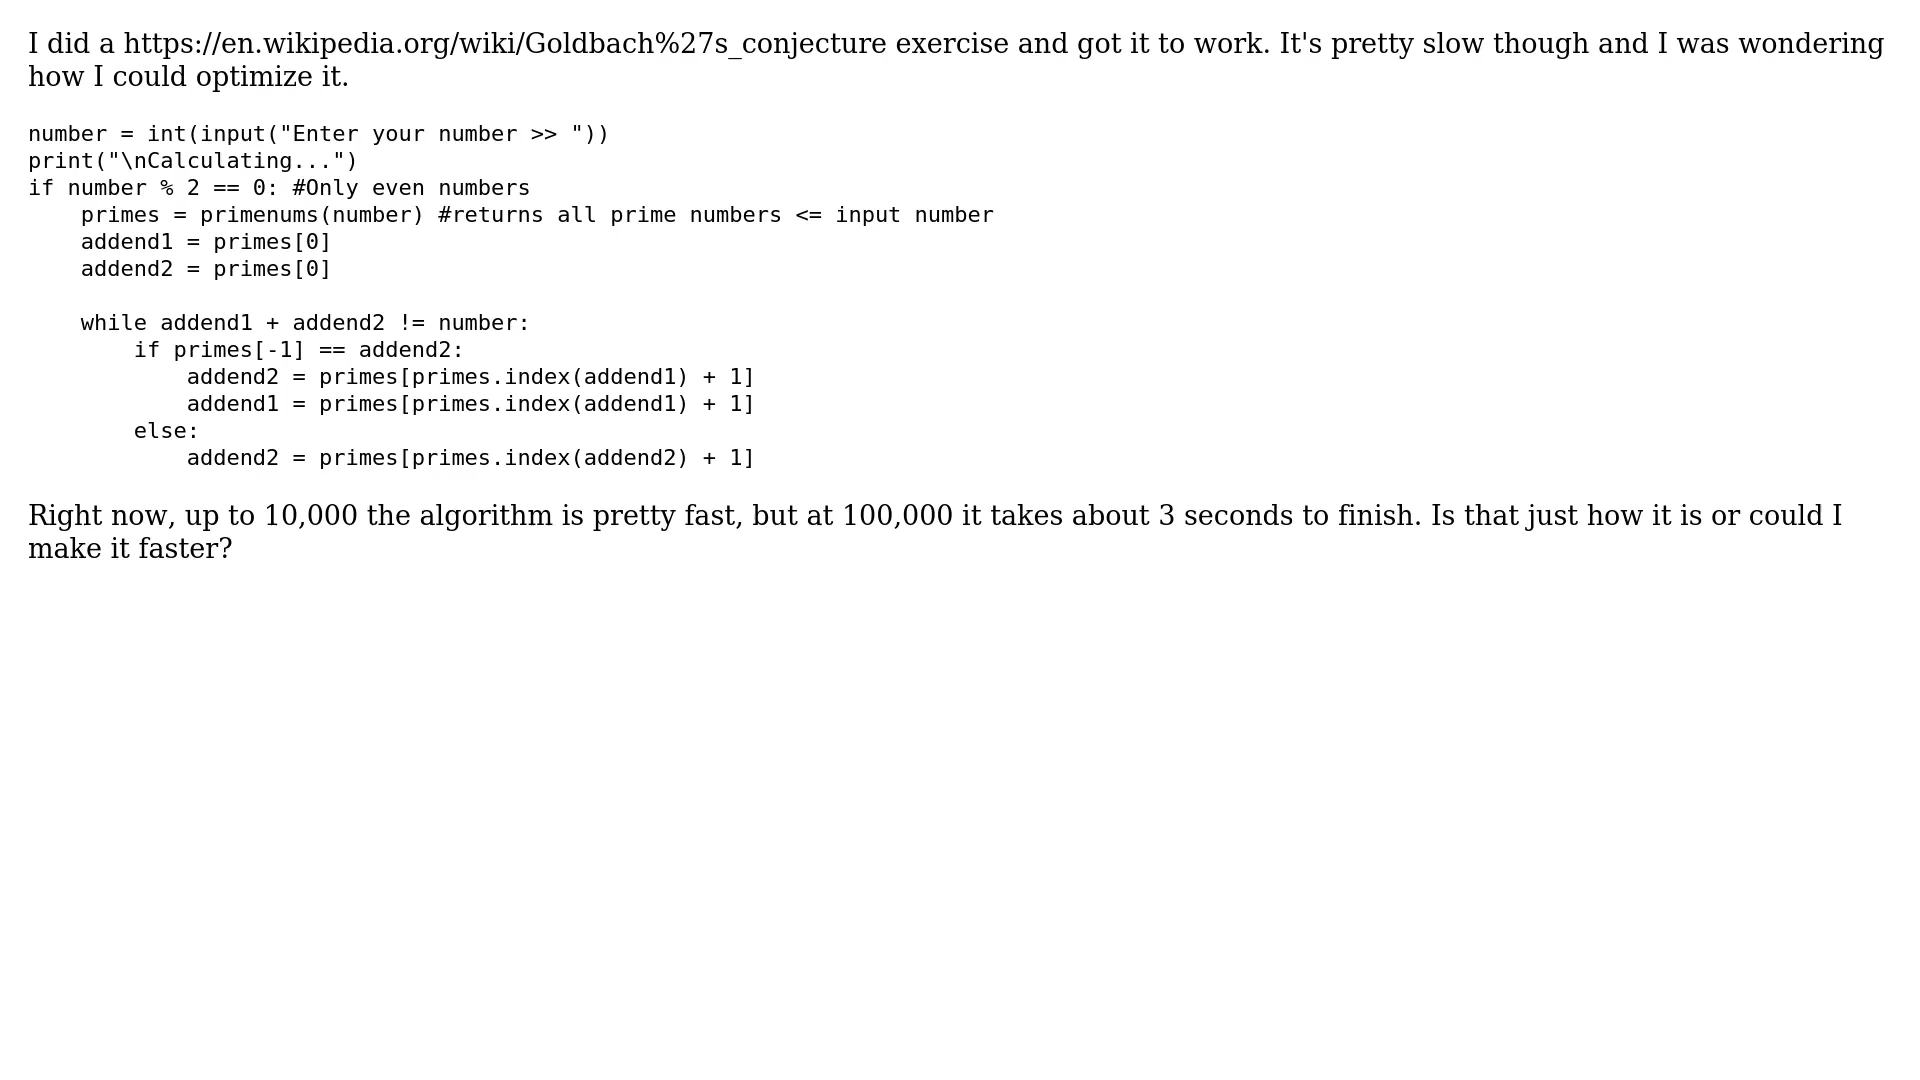 I did a https://en.wikipedia.org/wiki/Goldbach%27s_conjecture exercise and got it to work. It's pretty slow though and I was wondering
how I could optimize it.
number = int(input("Enter your number >> "))
print("\nCalculating...")
if number % 2 == 0: #Only even numbers
    primes = primenums(number) #returns all prime numbers <= input number
    addend1 = primes[0]
    addend2 = primes[0]

    while addend1 + addend2 != number:
        if primes[-1] == addend2:
            addend2 = primes[primes.index(addend1) + 1]
            addend1 = primes[primes.index(addend1) + 1]
        else:
            addend2 = primes[primes.index(addend2) + 1]
Right now, up to 10,000 the algorithm is pretty fast, but at 100,000 it takes about 3 seconds to finish. Is that just how it is or could I
make it faster?